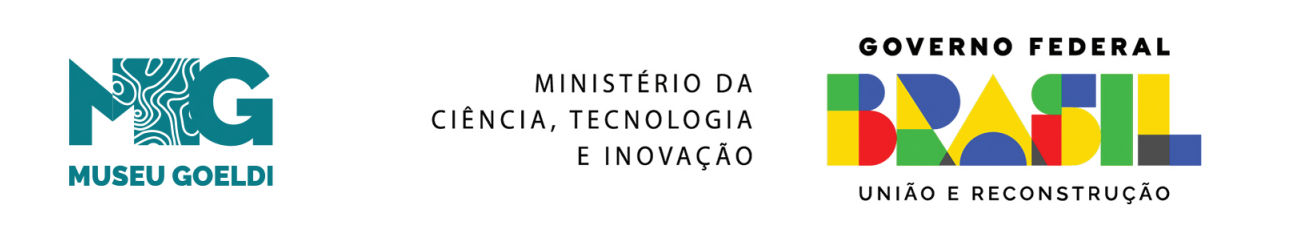 MG
MUSEU GOELDI
MINISTÉRIO DA
CIÊNCIA, TECNOLOGIA
E INOVAÇÃO
GOVERNO FEDERAL
BRASIL
UNIÃO E RECONSTRUÇÃO